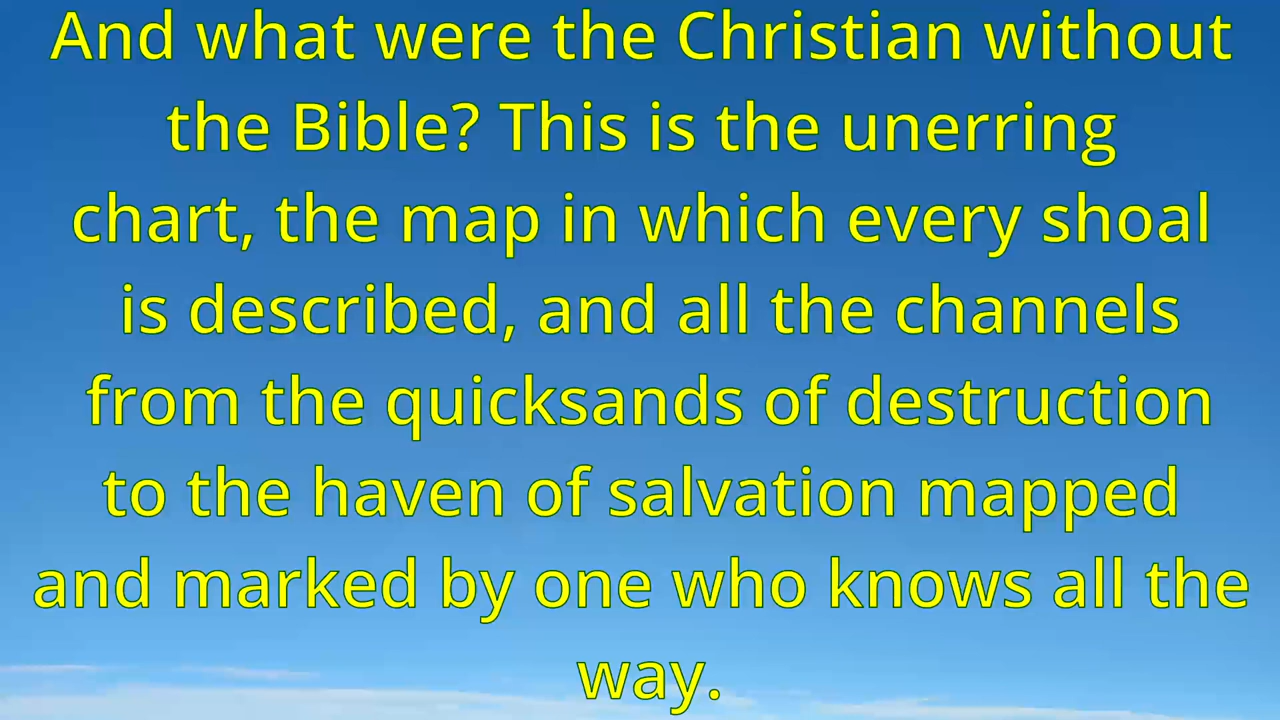 And what were the Christian without
the Bible? This is the unerring
chart, the map in which every shoal
is described, and all the channels
from the quicksands of destruction
to the haven of salvation mapped
and marked by one who knows all the
way.